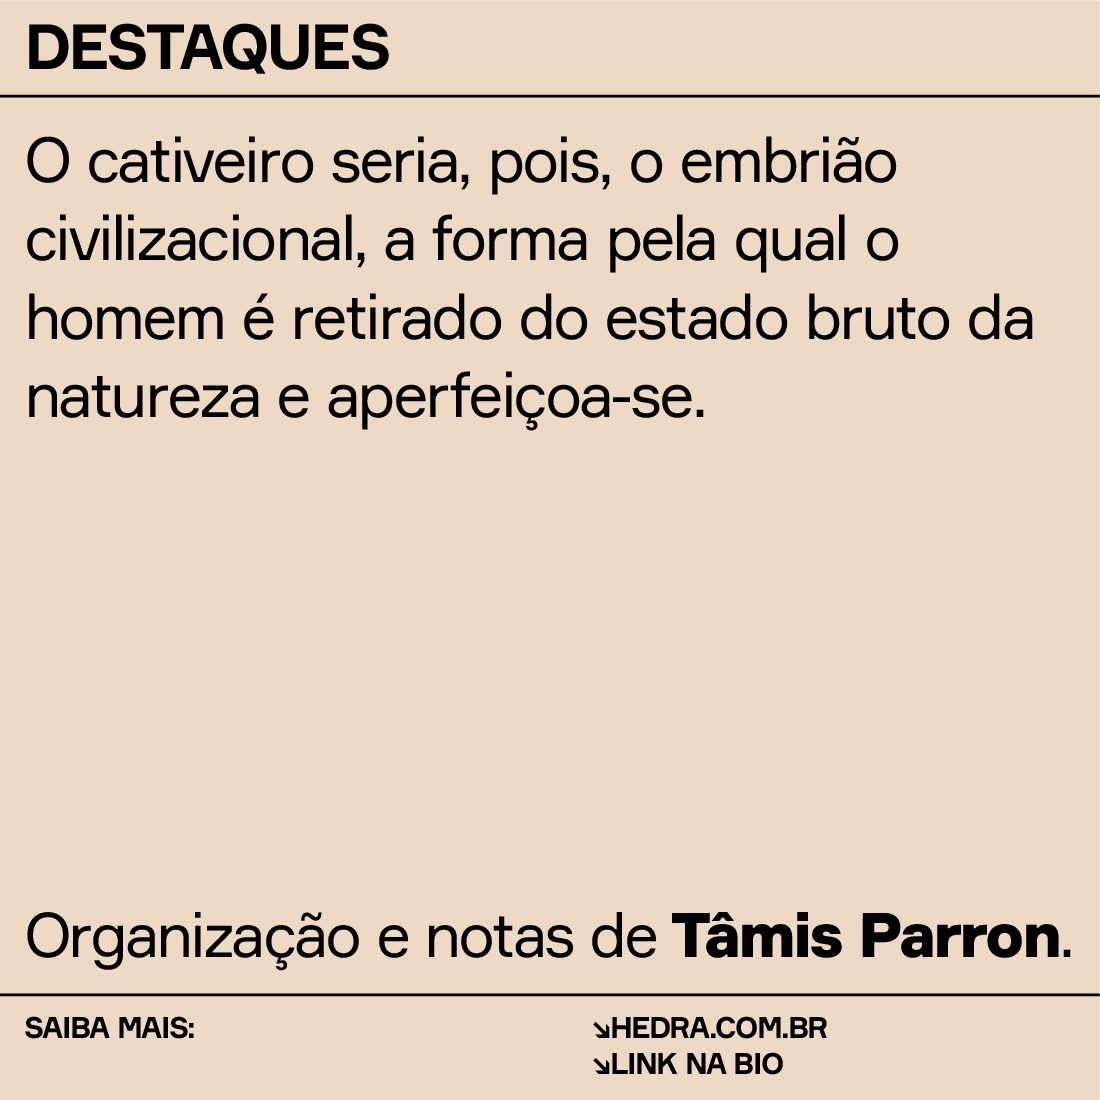 DESTAQUES
O cativeiro seria, pois, o embrião
civilizacional, a forma pela qual o
homem é retirado do estado bruto da
natureza e aperfeiçoa-se.
Organização e notas de Tâmis Parron.
SAIBA MAIS:
↘HEDRA.COM.BR
↘LINK NA BIO